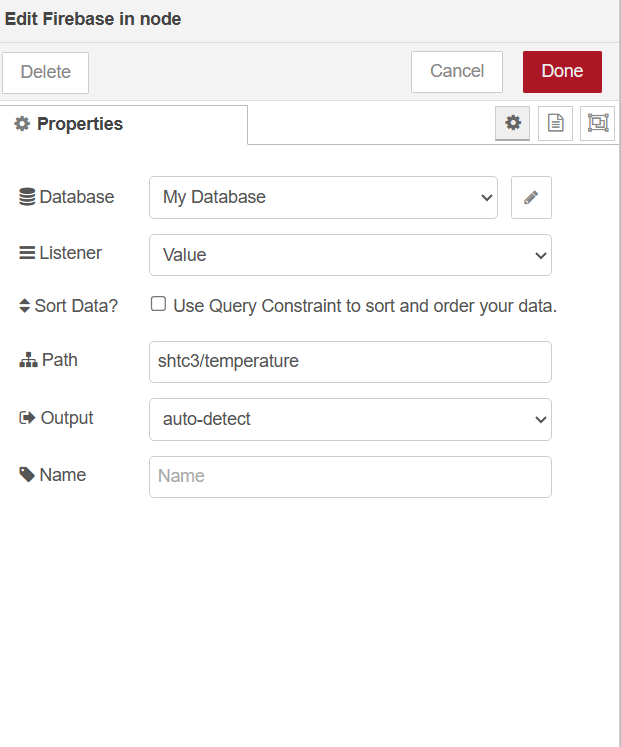 Edit Firebase in node
Delete
Cancel
Done
Properties
Database
My Database
Listener
Value
Sort Data?
Use Query Constraint to sort and order your data.
Path
shtc3/temperature
Output
auto-detect
Name
Name